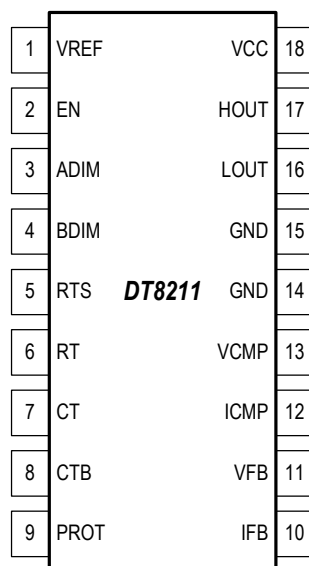 1 VREF VCC 18
2 EN HOUT 17
3 ADIM LOUT 16
4 BDIM GND 15
5 RTS DT8211 GND 14
6 RT VCMP 13
7 CT ICMP 12
8 CTB VFB 11
9 PROT IFB 10